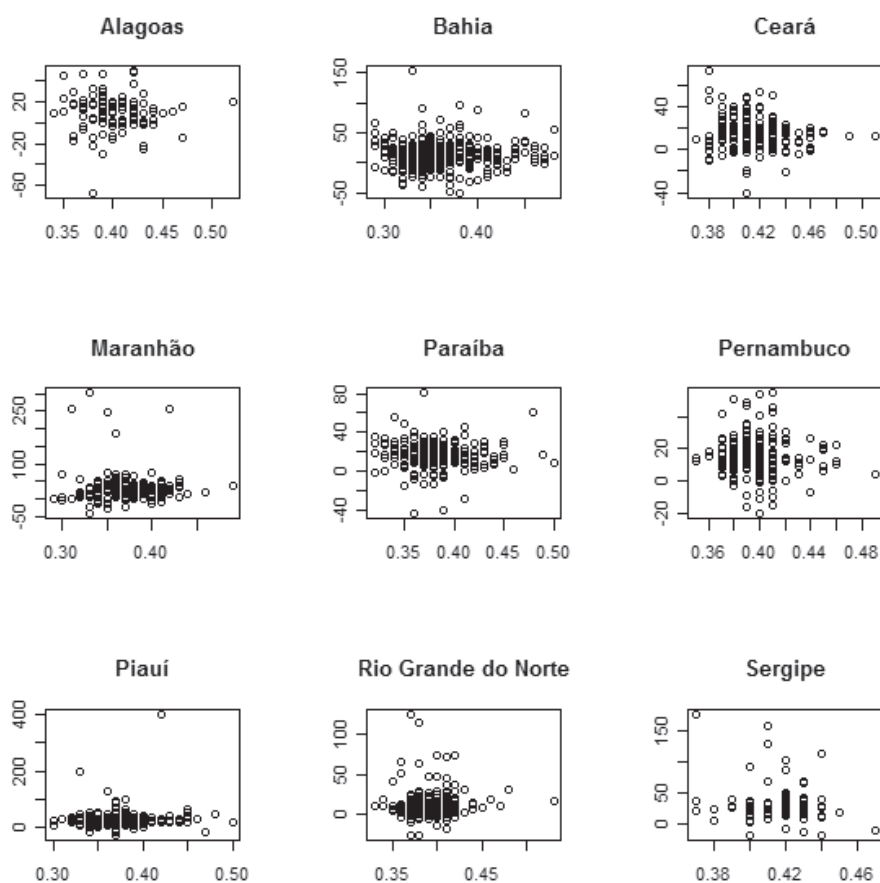 Alagoas
Bahia
Ceará
20
-20
-60
150
50
-50
40
0
-40
0.35 0.40 0.45 0.50
0.30 0.40
0.38 0.42 0.46 0.50
Maranhão
Paraíba
Pernambuco
250
100
-50
80
40
0
-40
20
0
-20
0.30 0.40
0.35 0.40 0.45 0.50
0.36 0.40 0.44 0.48
Piauí
Rio Grande do Norte
Sergipe
400
200
0
100
50
0
150
50
0
0.30 0.40 0.50
0.35 0.45
0.38 0.42 0.46